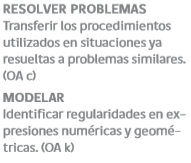 RESOLVER PROBLEMAS
Transferir los procedimientos
utilizados en situaciones ya
resueltas a problemas similares.
(OA c)
MODELAR
Identificar regularidades en ex-
presiones numéricas y geomé-
tricas. (OA k)